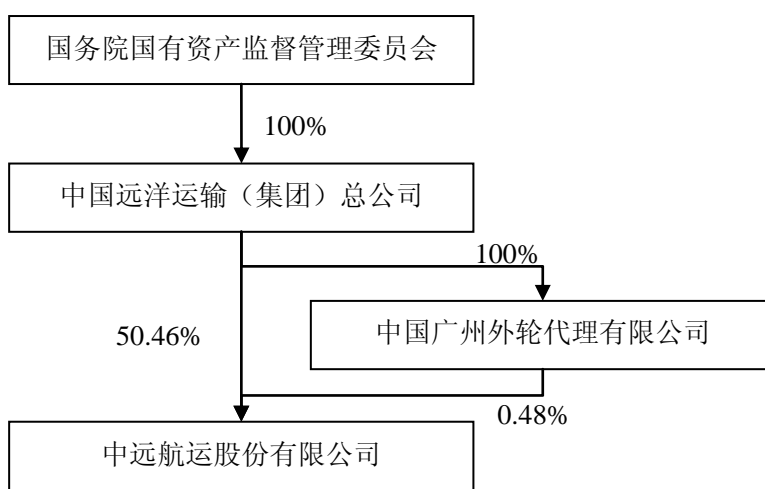 国务院国有资产监督管理委员会
100%
中国远洋运输（集团）总公司
100%
50.46%
中国广州外轮代理有限公司
0.48%
中远航运股份有限公司